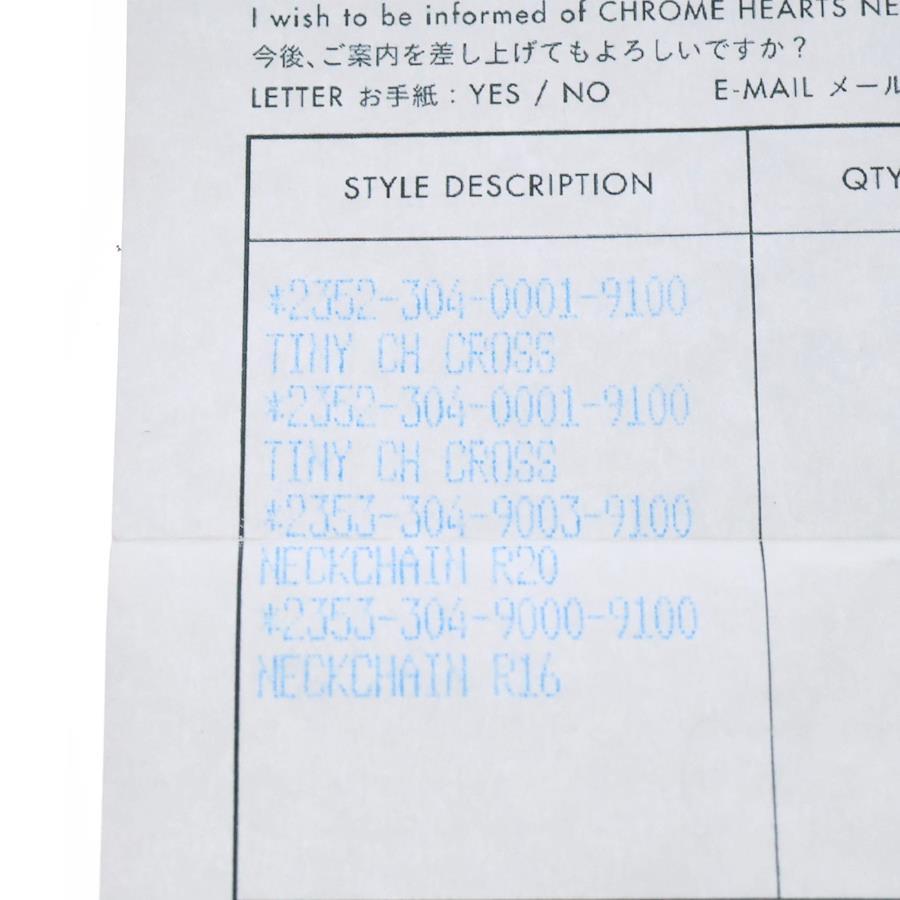 I wish to be informed of CHROME HEARTS NE
今後、ご案内を差し上げてもよろしいですか？
LETTER お手紙 : YES / NO E-MAIL メール
STYLE DESCRIPTION QTY
*2352-304-0001-9100
TINY CH CROSS
*2352-304-0001-9100
TINY CH CROSS
*2353-304-9003-9100
NECKCHAIN R20
*2353-304-9000-9100
NECKCHAIN R16